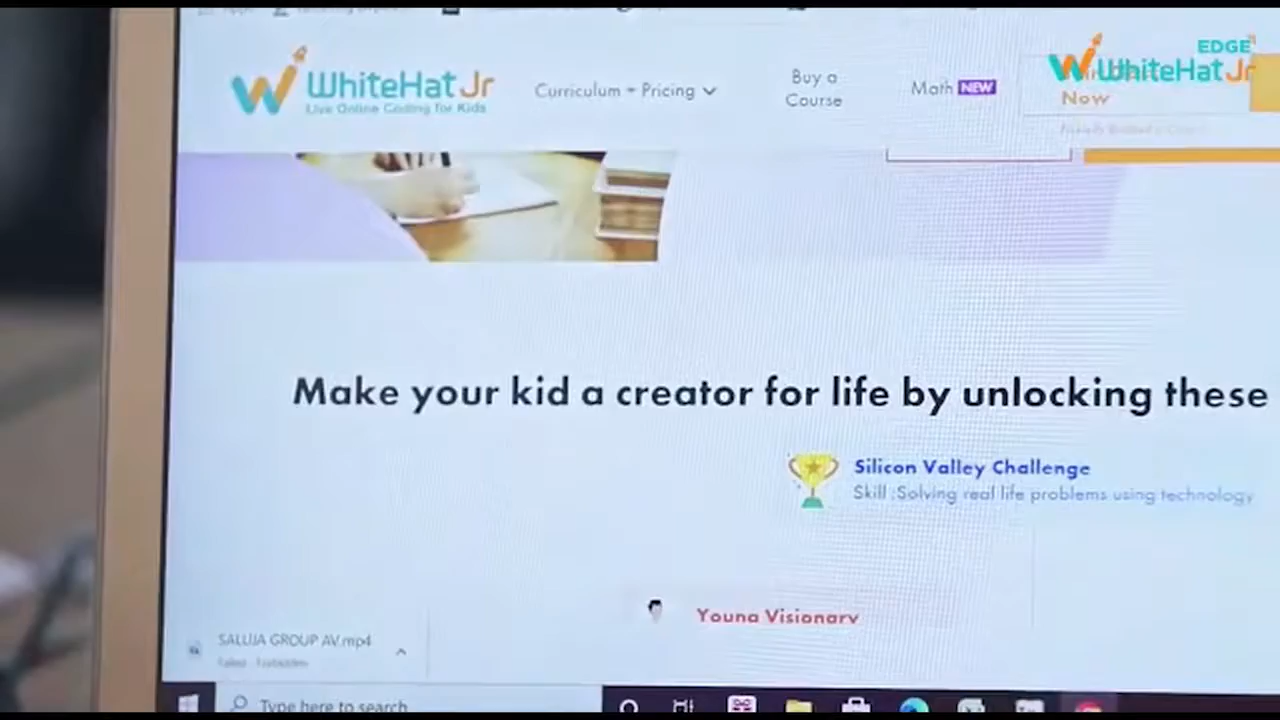 WhiteHat Jr
Live Online Coding for Kids
Curriculum + Pricing
Buy a
Course
Math NEW
EDGE
WhiteHat Jr
Now
Make your kid a creator for life by unlocking these
Silicon Valley Challenge
Skill :Solving real life problems using technology
Young Visionary
SALUJA GROUP AV.mp4
Failed - Forbidden
Type here to search